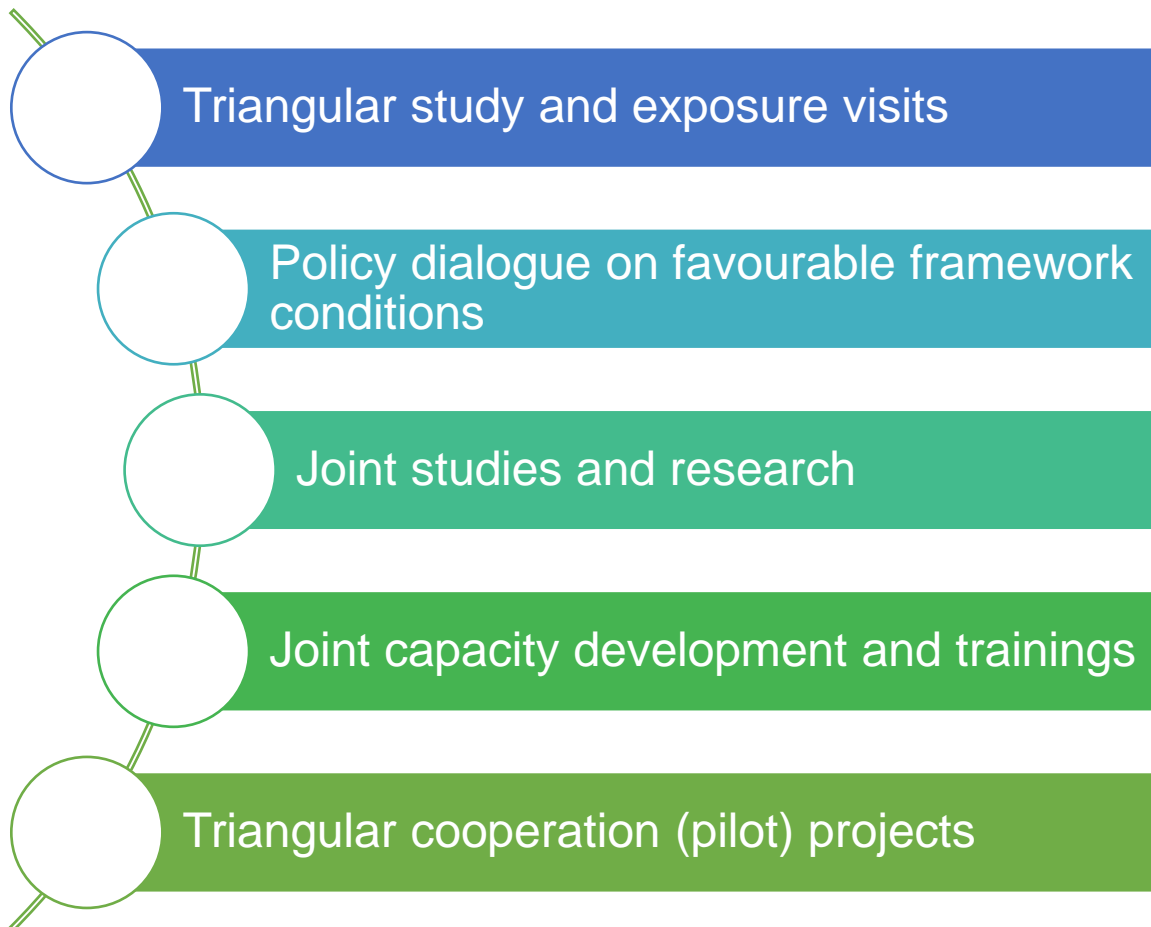 Triangular study and exposure visits
Policy dialogue on favourable framework
conditions
Joint studies and research
Joint capacity development and trainings
Triangular cooperation (pilot) projects